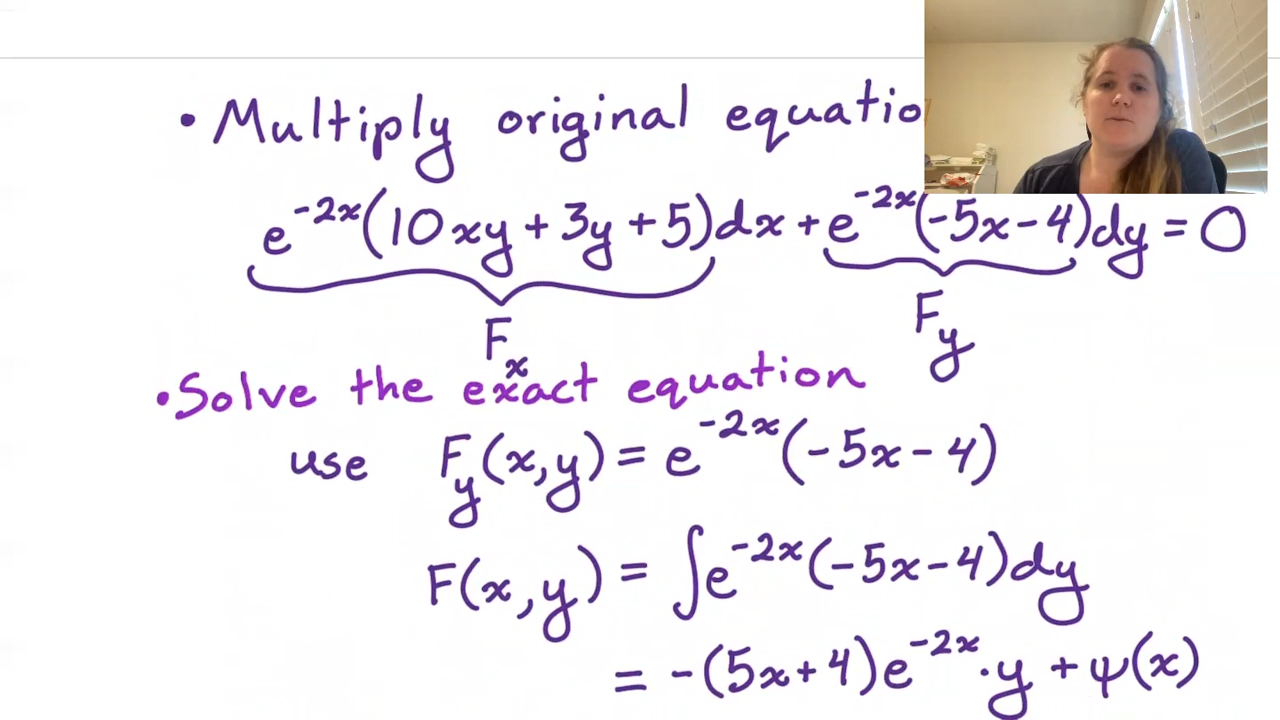 • Multiply original
e^{-2x}(10xy + 3y + 5)dx + e^{-2x}(-5x - 4)dy = 0
F_x
F_y
• Solve the exact equation
use F_y(x,y) = e^{-2x}(-5x - 4)
F(x,y) = ∫e^{-2x}(-5x - 4)dy
= -(5x + 4)e^{-2x} · y + ψ(x)